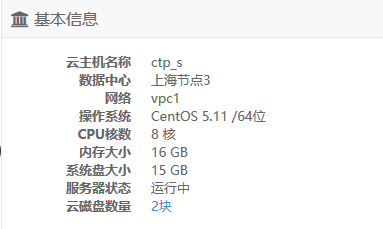 基本信息
云主机名称 ctp_s
数据中心 上海节点3
网络 vpc1
操作系统 CentOS 5.11 /64位
CPU核数 8 核
内存大小 16 GB
系统盘大小 15 GB
服务器状态 运行中
云磁盘数量 2块